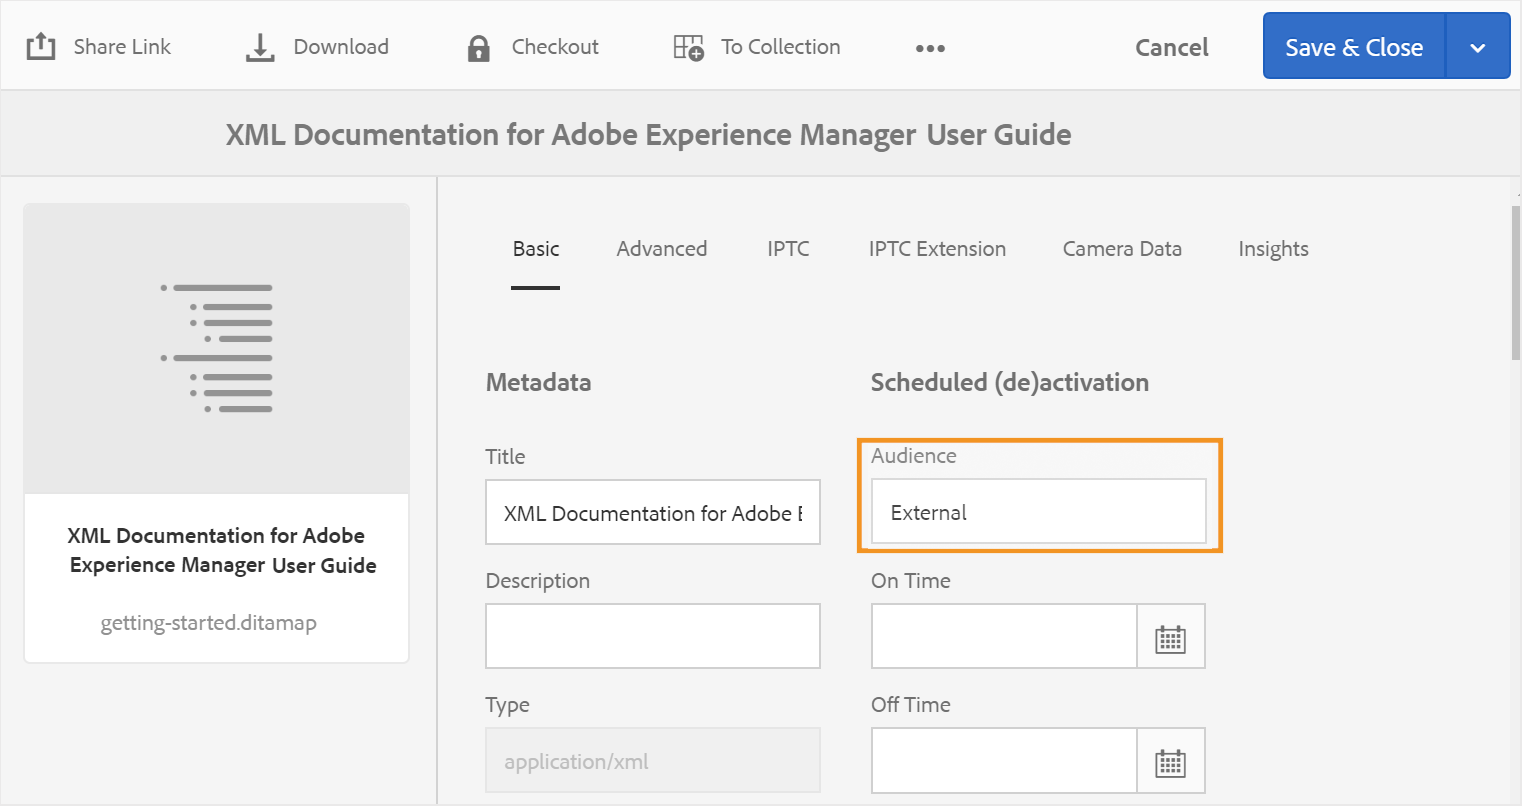 Share Link
Download
Checkout
To Collection
Cancel
Save & Close
XML Documentation for Adobe Experience Manager User Guide
XML Documentation for Adobe
Experience Manager User Guide
getting-started.ditamap
Basic
Advanced
IPTC
IPTC Extension
Camera Data
Insights
Metadata
Title
XML Documentation for Adobe E
Description
Type
application/xml
Scheduled (de)activation
Audience
External
On Time
Off Time